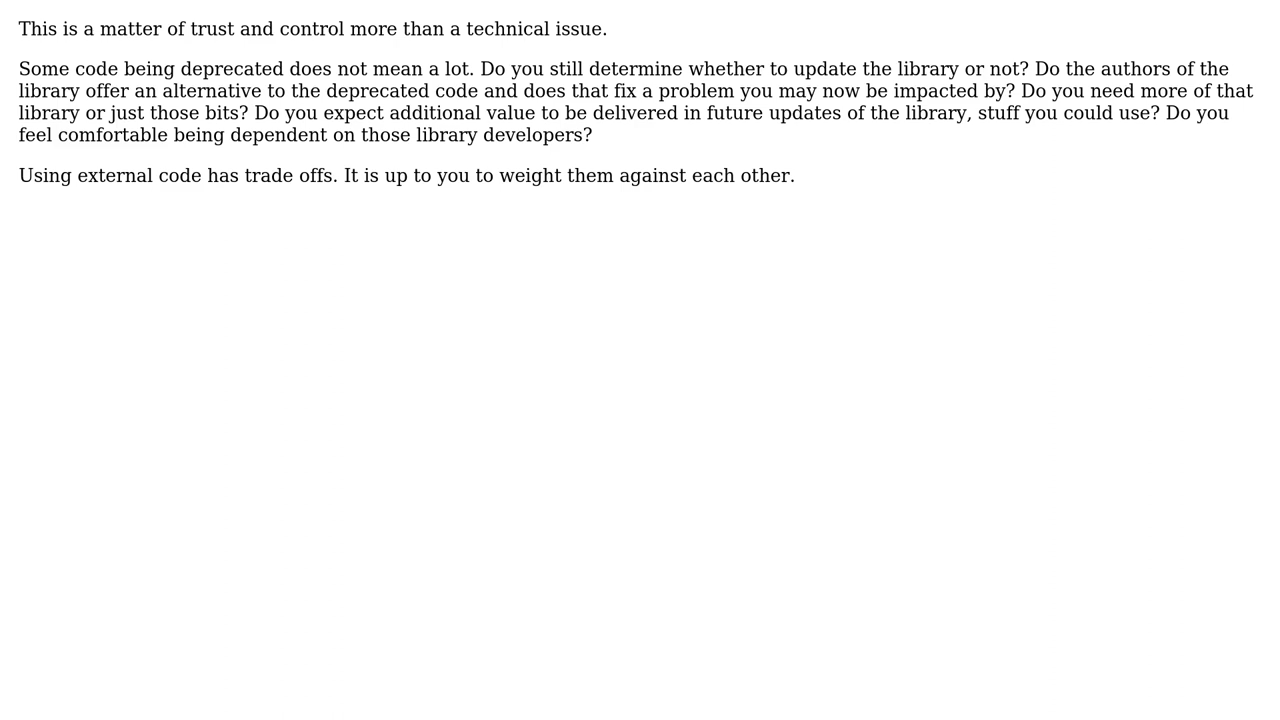 This is a matter of trust and control more than a technical issue.
Some code being deprecated does not mean a lot. Do you still determine whether to update the library or not? Do the authors of the
library offer an alternative to the deprecated code and does that fix a problem you may now be impacted by? Do you need more of that
library or just those bits? Do you expect additional value to be delivered in future updates of the library, stuff you could use? Do you
feel comfortable being dependent on those library developers?
Using external code has trade offs. It is up to you to weight them against each other.